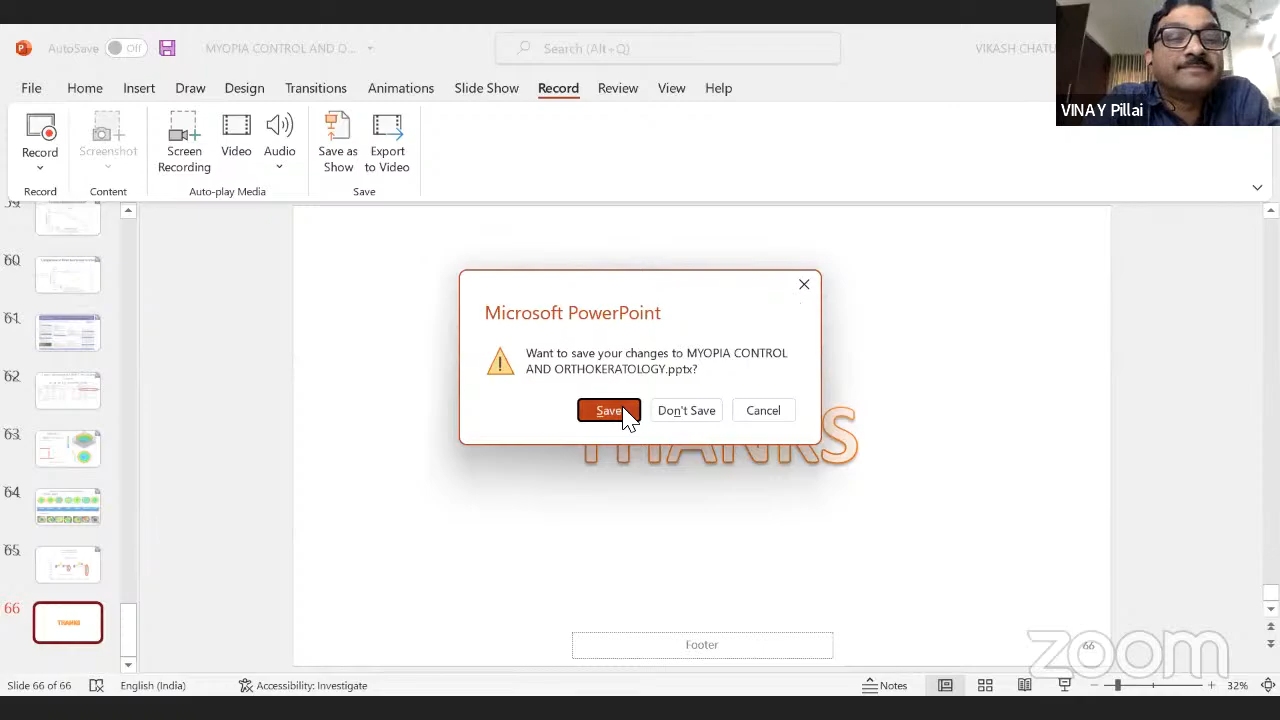 AutoSave Off MYOPIA CONTROL AND O... Search (Alt+Q) VIKASH CHATU
File Home Insert Draw Design Transitions Animations Slide Show Record Review View Help
VINAY Pillai
Record Screenshot Screen Recording Video Audio Save as Show Export to Video
Record Content Auto-play Media Save
60
61
62
63
64
65
66
THANKS
Microsoft PowerPoint
Want to save your changes to MYOPIA CONTROL
AND ORTHOKERATOLOGY.pptx?
Save Don't Save Cancel
THANKS
Footer
66
zoom
Slide 66 of 66 English (India) Accessibility: Investigate Notes 32%